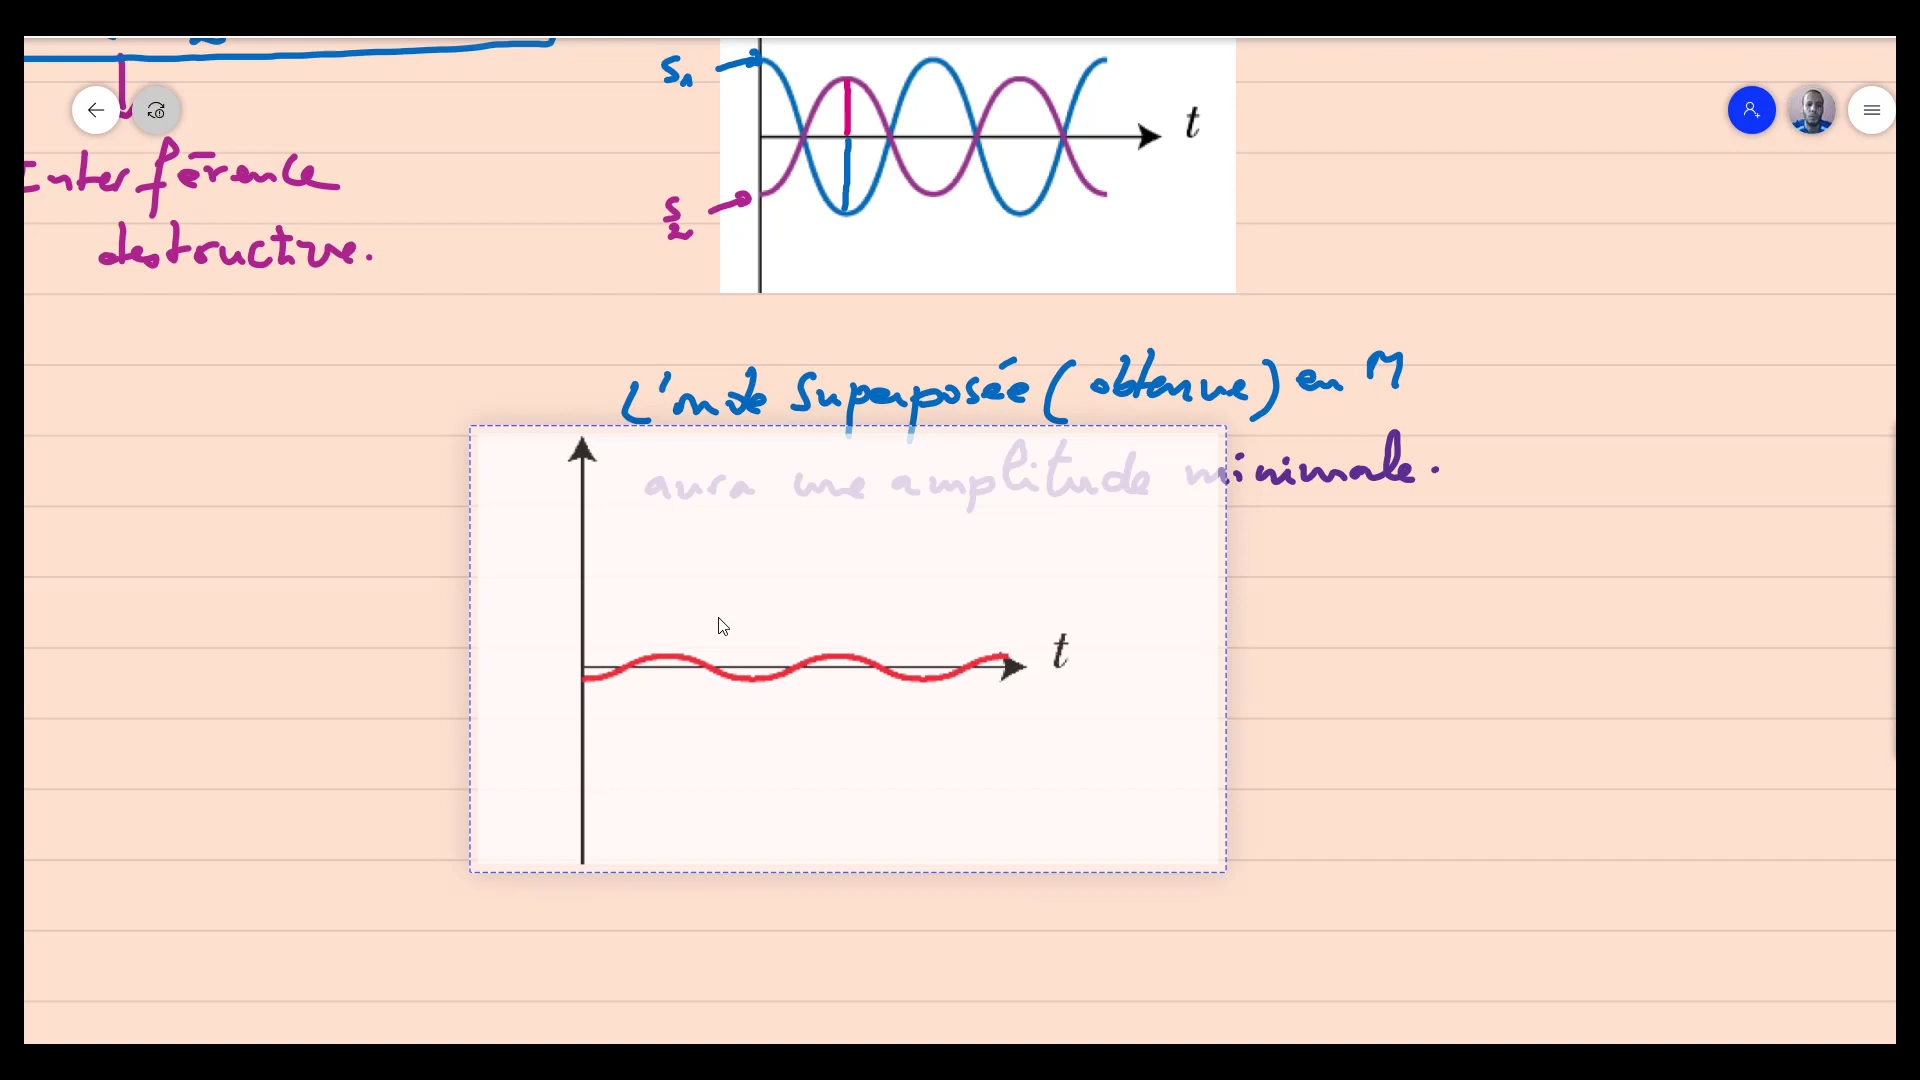 S1
t
Interférence
S2
destructive.
L'onde superposée (obtenue) en M
aura une amplitude minimale.
t